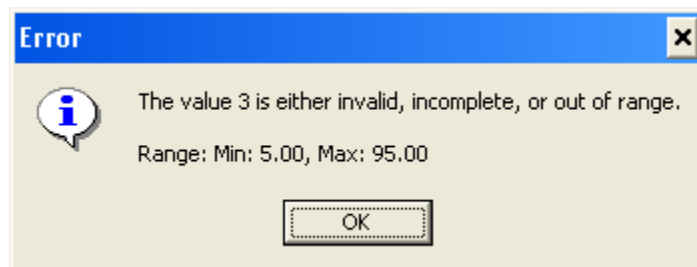 Error
The value 3 is either invalid, incomplete, or out of range.
Range: Min: 5.00, Max: 95.00
OK